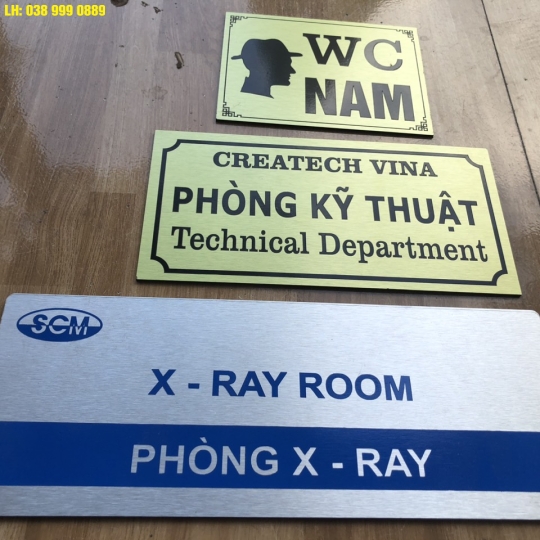 LH: 038 999 0889
WC
NAM
CREATECH VINA
PHÒNG KỸ THUẬT
Technical Department
SCM
X - RAY ROOM
PHÒNG X - RAY